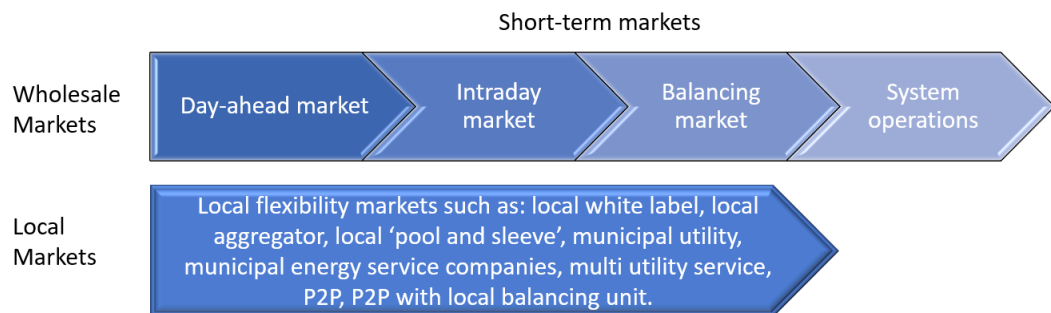 Short-term markets
Wholesale
Markets
Day-ahead market
Intraday
market
Balancing
market
System
operations
Local
Markets
Local flexibility markets such as: local white label, local
aggregator, local ‘pool and sleeve’, municipal utility,
municipal energy service companies, multi utility service,
P2P, P2P with local balancing unit.